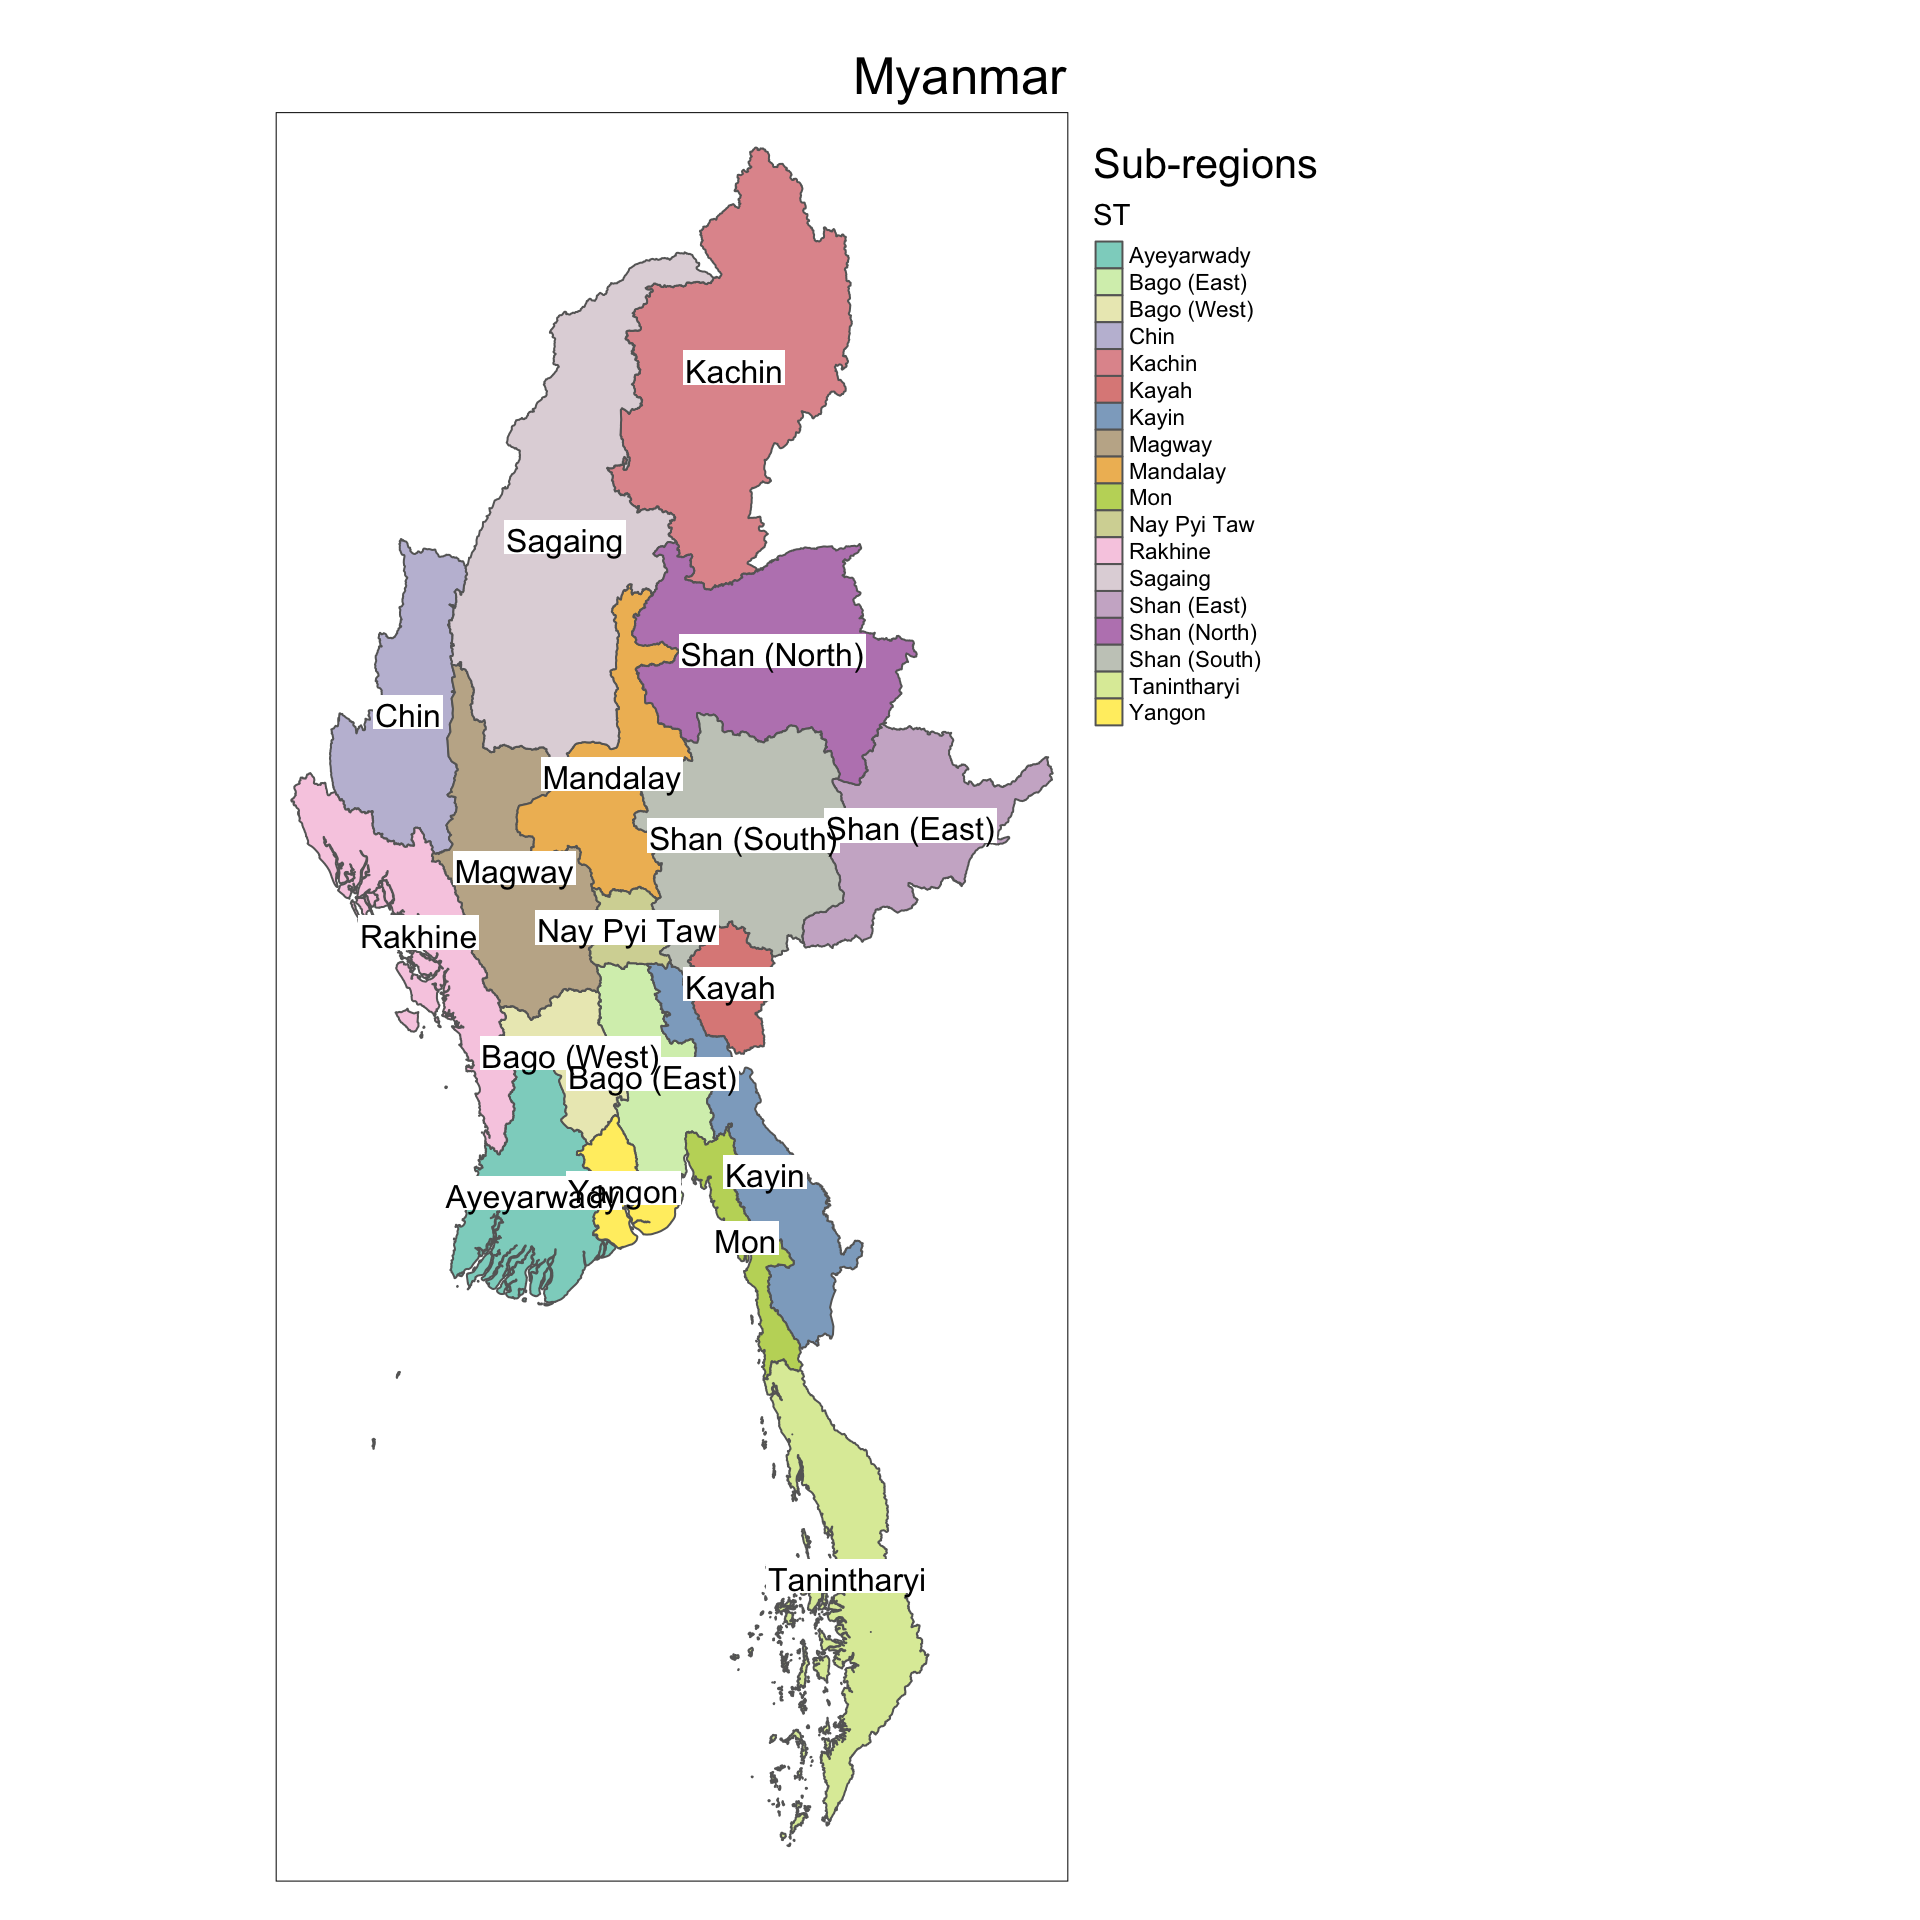 Myanmar
Sub-regions
ST
Ayeyarwady
Bago (East)
Bago (West)
Chin
Kachin
Kayah
Kayin
Magway
Mandalay
Mon
Nay Pyi Taw
Rakhine
Sagaing
Shan (East)
Shan (North)
Shan (South)
Tanintharyi
Yangon
Kachin
Sagaing
Shan (North)
Chin
Mandalay
Shan (East)
Shan (South)
Magway
Nay Pyi Taw
Rakhine
Kayah
Bago (West)
Bago (East)
Kayin
Yangon
Ayeyarwady
Mon
Tanintharyi